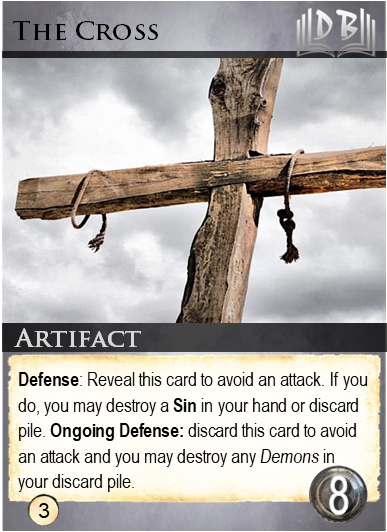 The Cross
DB
Artifact
Defense: Reveal this card to avoid an attack. If you
do, you may destroy a Sin in your hand or discard
pile. Ongoing Defense: discard this card to avoid
an attack and you may destroy any Demons in
your discard pile.
3
8